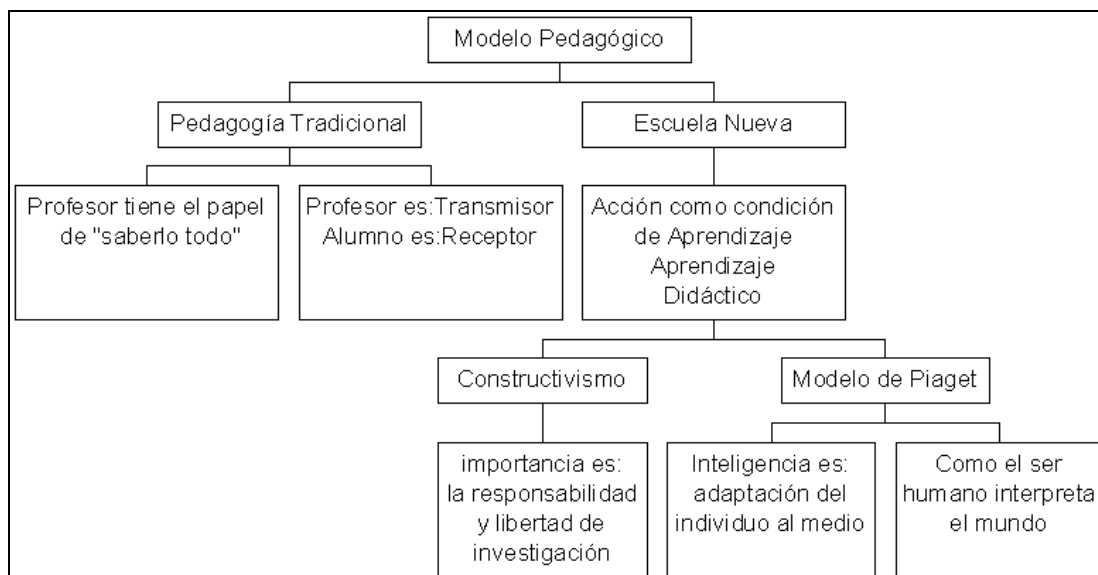 Modelo Pedagógico
Pedagogía Tradicional
Escuela Nueva
Profesor tiene el papel
de "saberlo todo"
Profesor es:Transmisor
Alumno es:Receptor
Acción como condición
de Aprendizaje
Aprendizaje
Didáctico
Constructivismo
Modelo de Piaget
importancia es:
la responsabilidad
y libertad de
investigación
Inteligencia es:
adaptación del
individuo al medio
Como el ser
humano interpreta
el mundo